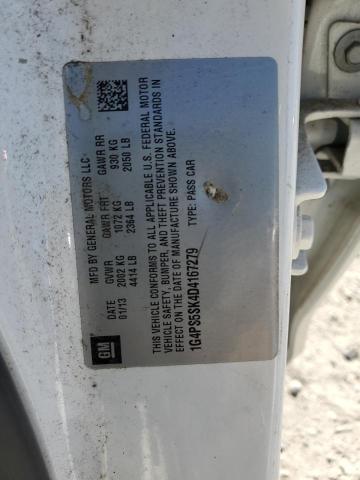 MFD BY GENERAL MOTORS LLC
DATE GVWR GAWR FRT GAWR RR
01/13 2002 KG 1072 KG 930 KG
4414 LB 2364 LB 2050 LB
THIS VEHICLE CONFORMS TO ALL APPLICABLE U.S. FEDERAL MOTOR
VEHICLE SAFETY, BUMPER, AND THEFT PREVENTION STANDARDS IN
EFFECT ON THE DATE OF MANUFACTURE SHOWN ABOVE.
1G4PS5SK4D4167279 TYPE: PASS CAR
GM